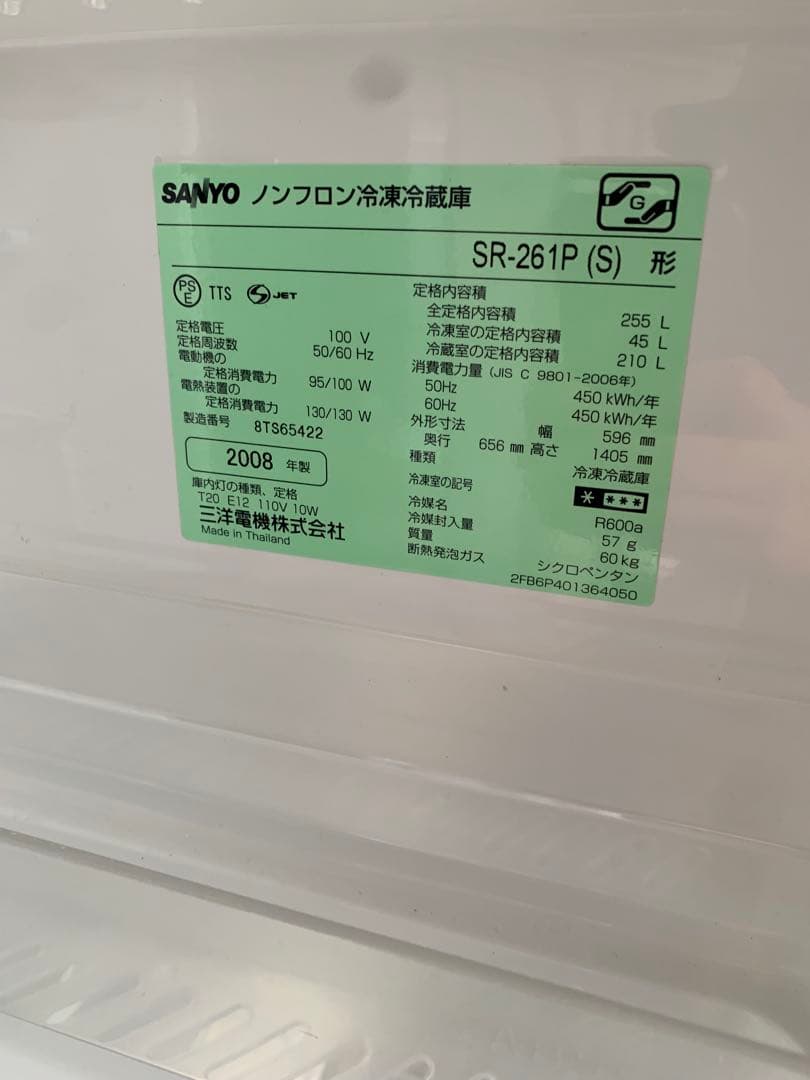 SANYO ノンフロン冷凍冷蔵庫
G
SR-261P (S) 形
PS E TTS S JET
定格電圧 100 V
定格周波数 50/60 Hz
電動機の
定格消費電力 95/100 W
電熱装置の
定格消費電力 130/130 W
製造番号 8TS65422
2008 年製
庫内灯の種類、定格
T20 E12 110V 10W
三洋電機株式会社
Made in Thailand
定格内容積
全定格内容積 255 L
冷凍室の定格内容積 45 L
冷蔵室の定格内容積 210 L
消費電力量 (JIS C 9801-2006年)
50Hz 450 kWh/年
60Hz 450 kWh/年
外形寸法 幅 596 mm
奥行 656 mm 高さ 1405 mm
種類 冷凍冷蔵庫
冷凍室の記号 * ***
冷媒名 R600a
冷媒封入量 57 g
質量 60 kg
断熱発泡ガス シクロペンタン
2FB6P401364050